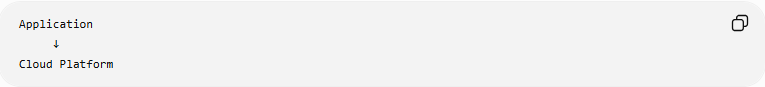 Application
↓
Cloud Platform